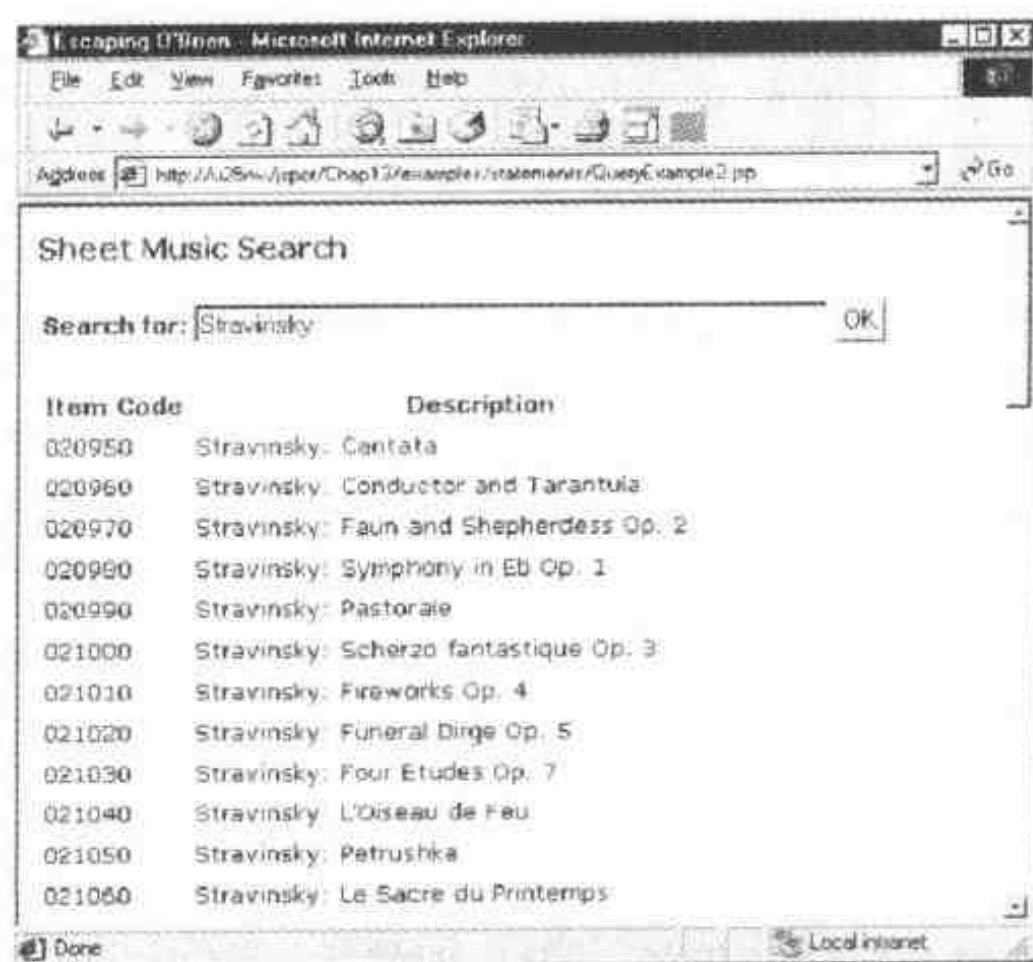 Escaping O'Brien - Microsoft Internet Explorer
File Edit View Favorites Tools Help
Address Go
Sheet Music Search
Search for: Stravinsky OK
Item Code Description
020950 Stravinsky: Cantata
020960 Stravinsky: Conductor and Tarantula
020970 Stravinsky: Faun and Shepherdess Op. 2
020980 Stravinsky: Symphony in Eb Op. 1
020990 Stravinsky: Pastorale
021000 Stravinsky: Scherzo fantastique Op. 3
021010 Stravinsky: Fireworks Op. 4
021020 Stravinsky: Funeral Dirge Op. 5
021030 Stravinsky: Four Etudes Op. 7
021040 Stravinsky: L'Oiseau de Feu
021050 Stravinsky: Petrushka
021060 Stravinsky: Le Sacre du Printemps
Done Local intranet